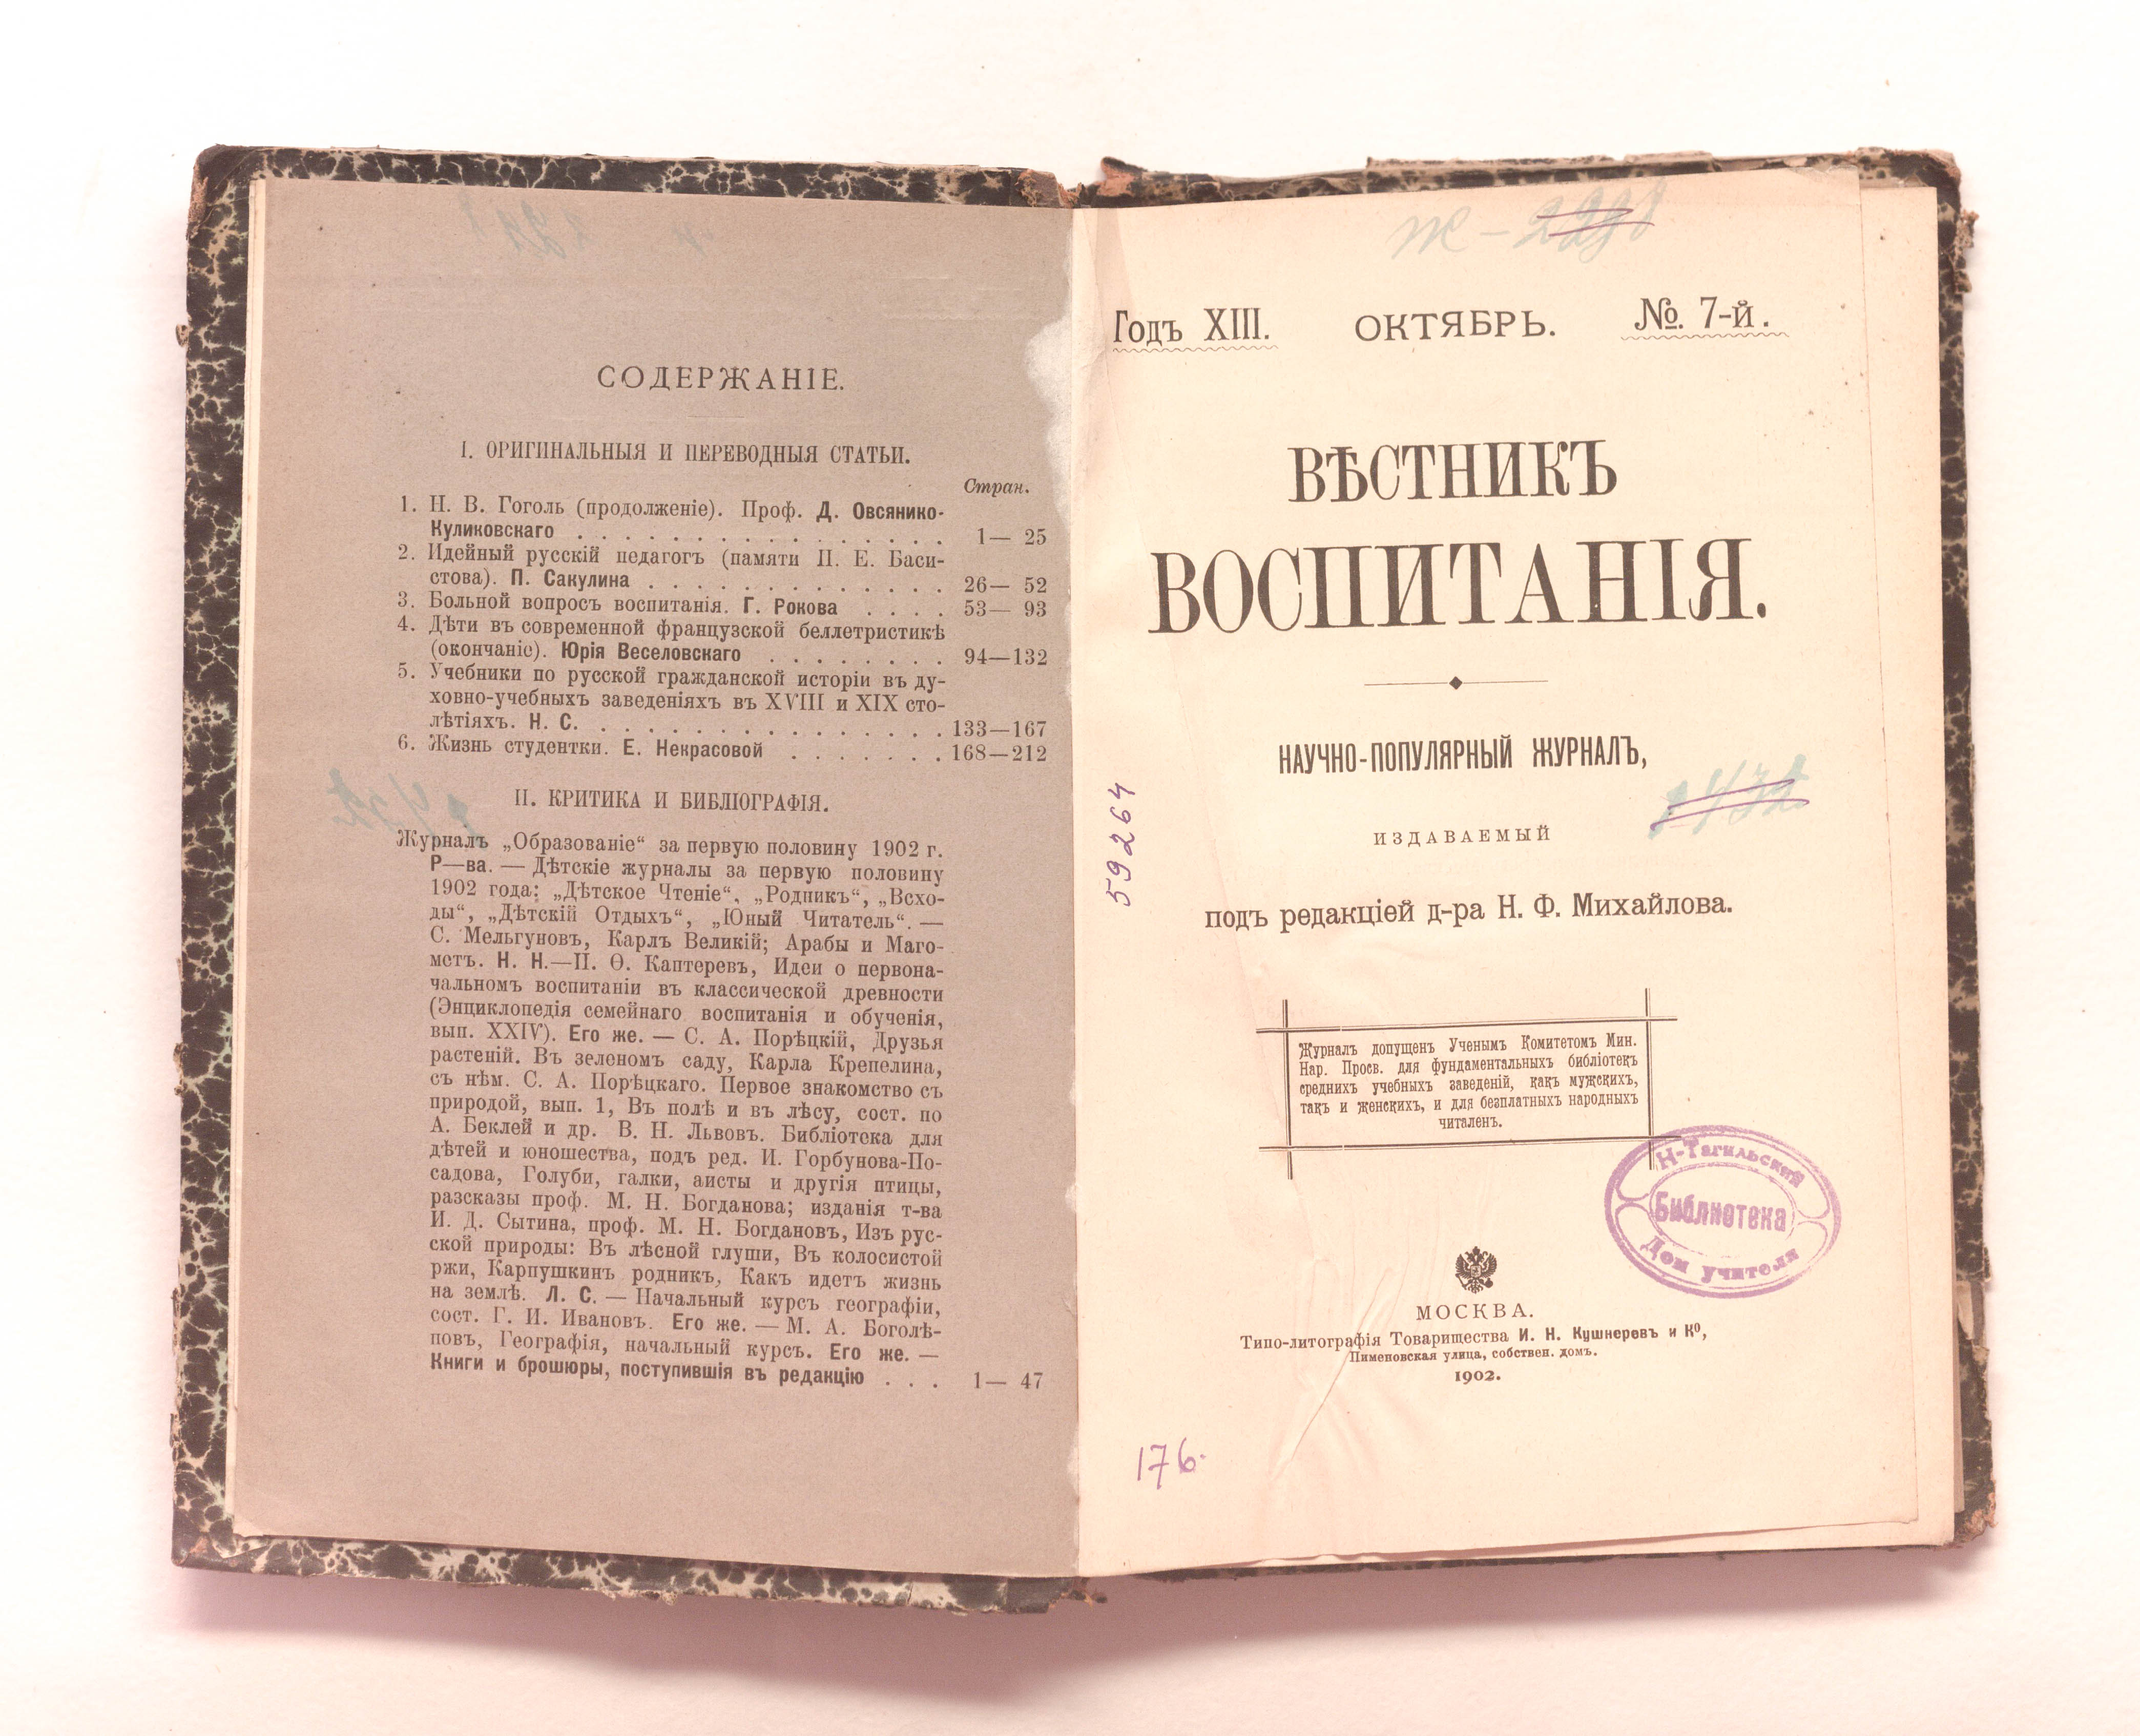 СОДЕРЖАНІЕ.
I. ОРИГИНАЛЬНЫЯ И ПЕРЕВОДНЫЯ СТАТЬИ.
Стран.
1. Н. В. Гоголь (продолженіе). Проф. Д. Овсянико-
Куликовскаго . . . . . . . . . . . . . . . . 1— 25
2. Идейный русскій педагогъ (памяти П. Е. Баси-
стова). П. Сакулина . . . . . . . . . . . . . 26— 52
3. Больной вопросъ воспитанія. Г. Рокова . . . . 53— 93
4. Дѣти въ современной французской беллетристикѣ
(окончаніе). Юрія Веселовскаго . . . . . . . . 94—132
5. Учебники по русской гражданской исторіи въ ду-
ховно-учебныхъ заведеніяхъ въ XVIII и XIX сто-
лѣтіяхъ. Н. С. . . . . . . . . . . . . . . . . 133—167
6. Жизнь студентки. Е. Некрасовой . . . . . . . 168—212
II. КРИТИКА И БИБЛІОГРАФІЯ.
Журналъ „Образованіе“ за первую половину 1902 г.
Р—ва. — Дѣтскіе журналы за первую половину
1902 года: „Дѣтское Чтеніе“, „Родникъ“, „Всхо-
ды“, „Дѣтскій Отдыхъ“, „Юный Читатель“. —
С. Мельгуновъ, Карлъ Великій; Арабы и Маго-
метъ. Н. Н.—П. Ѳ. Каптеревъ, Идеи о первона-
чальномъ воспитаніи въ классической древности
(Энциклопедія семейнаго воспитанія и обученія,
вып. XXIV). Его же. — С. А. Порѣцкій, Друзья
растеній. Въ зеленомъ саду, Карла Крепелина,
съ нѣм. С. А. Порѣцкаго. Первое знакомство съ
природой, вып. 1, Въ полѣ и въ лѣсу, сост. по
А. Беклей и др. В. Н. Львовъ. Библіотека для
дѣтей и юношества, подъ ред. И. Горбунова-По-
садова, Голуби, галки, аисты и другія птицы,
разсказы проф. М. Н. Богданова; изданія т-ва
И. Д. Сытина, проф. М. Н. Богдановъ, Изъ рус-
ской природы: Въ лѣсной глуши, Въ колосистой
ржи, Карпушкинъ родникъ, Какъ идетъ жизнь
на землѣ. Л. С. — Начальный курсъ географіи,
сост. Г. И. Ивановъ. Его же. — М. А. Боголѣ-
повъ, Географія, начальный курсъ. Его же. —
Книги и брошюры, поступившія въ редакцію . . . 1— 47
Годъ XIII. ОКТЯБРЬ. №. 7-й.
ВѢСТНИКЪ
ВОСПИТАНІЯ.
НАУЧНО-ПОПУЛЯРНЫЙ ЖУРНАЛЪ,
ИЗДАВАЕМЫЙ
59264
подъ редакціей д-ра Н. Ф. Михайлова.
Журналъ допущенъ Ученымъ Комитетомъ Мин.
Нар. Просв. для фундаментальныхъ библіотекъ
среднихъ учебныхъ заведеній, какъ мужскихъ,
такъ и женскихъ, и для безплатныхъ народныхъ
читаленъ.
Н-Тагильский
Библиотека
Дом учителя
МОСКВА.
Типо-литографія Товарищества И. Н. Кушнеревъ и Кº,
Пименовская улица, собствен. домъ.
1902.
176.